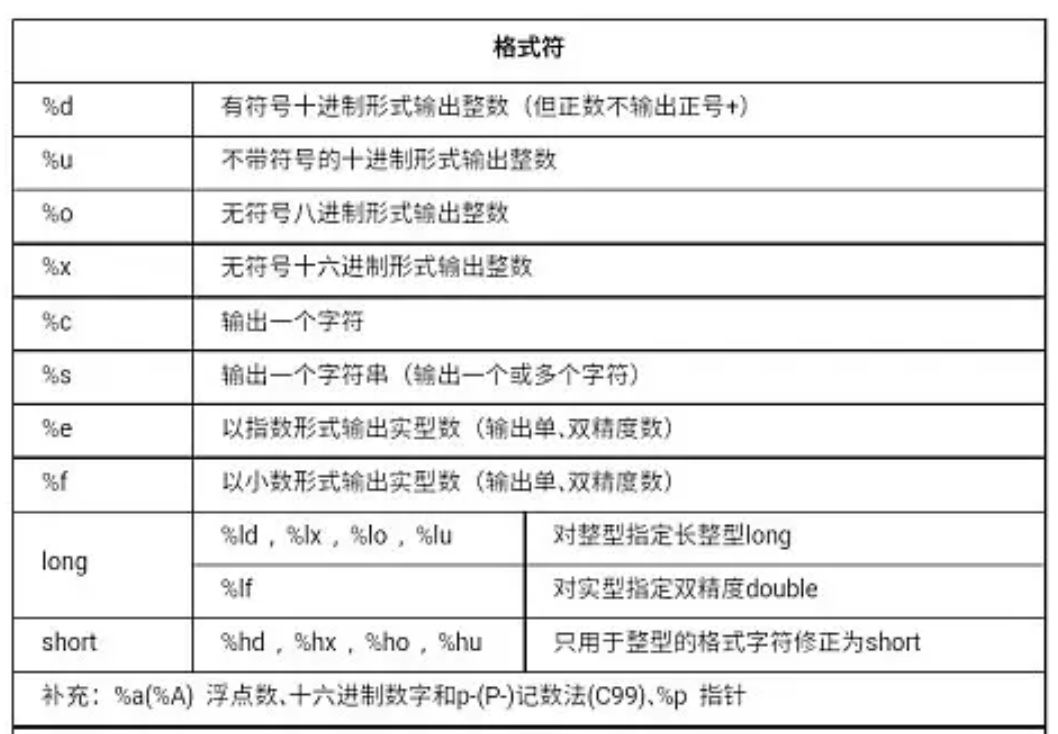 格式符
%d 有符号十进制形式输出整数（但正数不输出正号+）
%u 不带符号的十进制形式输出整数
%o 无符号八进制形式输出整数
%x 无符号十六进制形式输出整数
%c 输出一个字符
%s 输出一个字符串（输出一个或多个字符）
%e 以指数形式输出实型数（输出单、双精度数）
%f 以小数形式输出实型数（输出单、双精度数）
long %ld , %lx , %lo , %lu 对整型指定长整型long
%lf 对实型指定双精度double
short %hd , %hx , %ho , %hu 只用于整型的格式字符修正为short
补充：%a(%A) 浮点数、十六进制数字和p-(P-)记数法(C99)、%p 指针